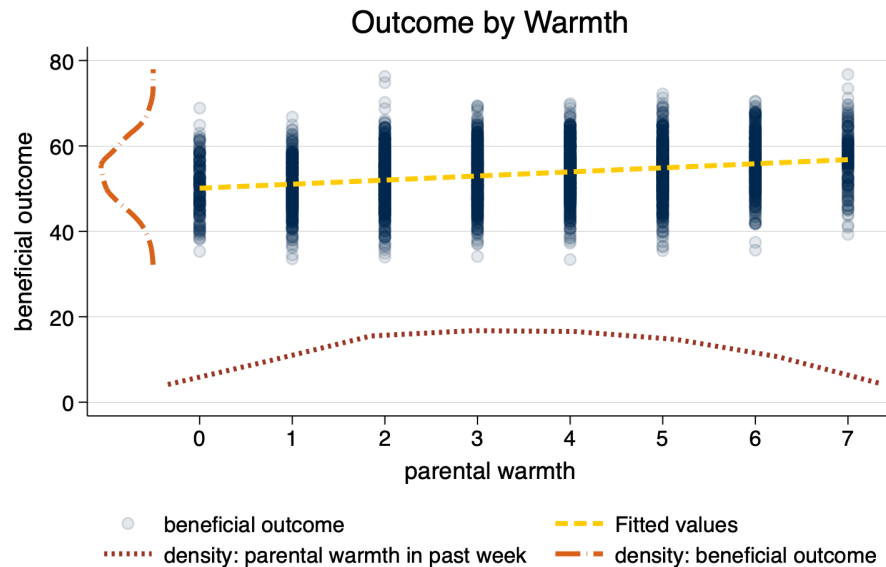 Outcome by Warmth
80
60
40
20
0
beneficial outcome
0 1 2 3 4 5 6 7
parental warmth
beneficial outcome Fitted values
density: parental warmth in past week density: beneficial outcome